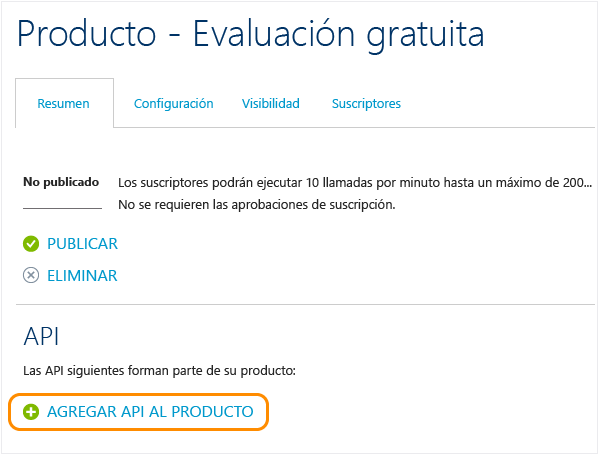 Producto - Evaluación gratuita
Resumen Configuración Visibilidad Suscriptores
No publicado Los suscriptores podrán ejecutar 10 llamadas por minuto hasta un máximo de 200...
No se requieren las aprobaciones de suscripción.
PUBLICAR
ELIMINAR
API
Las API siguientes forman parte de su producto:
AGREGAR API AL PRODUCTO